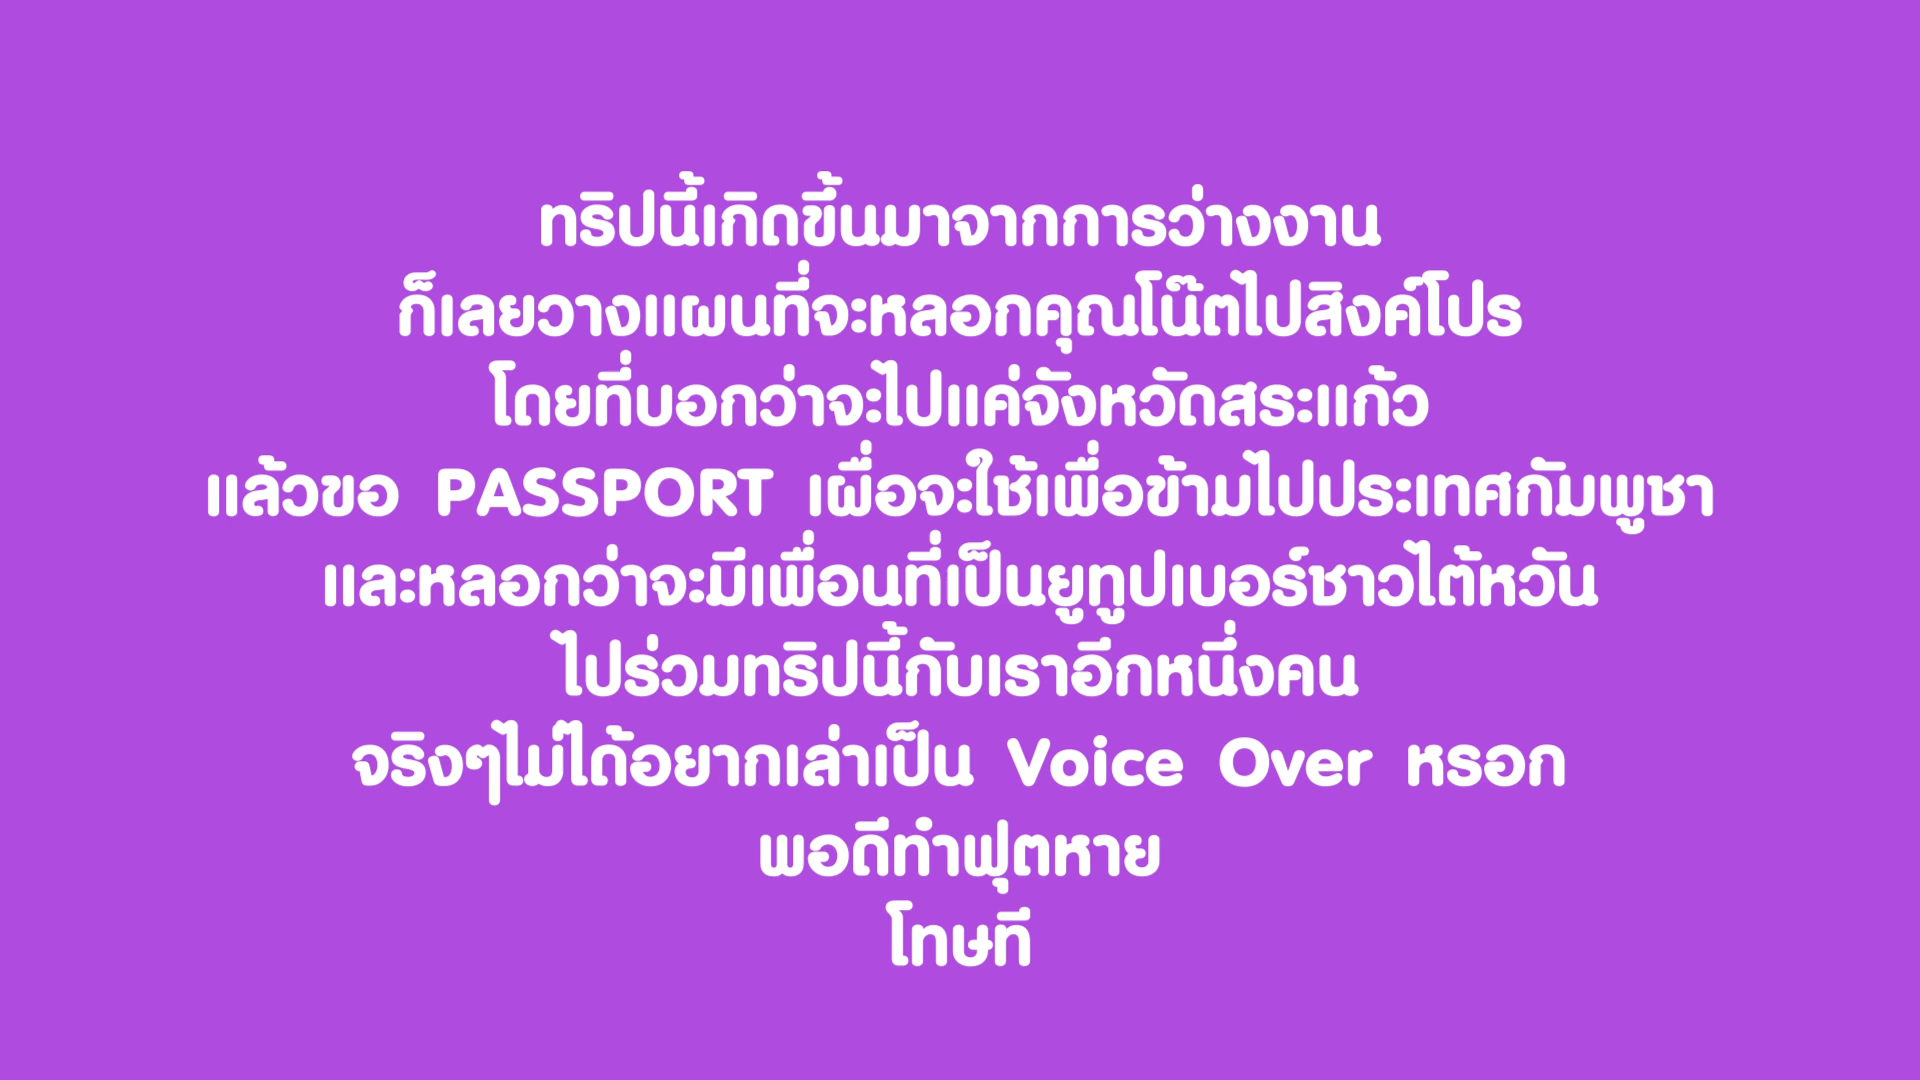 ทริปนี้เกิดขึ้นมาจากการว่างงาน
ก็เลยวางแผนที่จะหลอกคุณโน๊ตไปสิงค์โปร
โดยที่บอกว่าจะไปแค่จังหวัดสระแก้ว
แล้วขอ PASSPORT เผื่อจะใช้เพื่อข้ามไปประเทศกัมพูชา
และหลอกว่าจะมีเพื่อนที่เป็นยูทูปเบอร์ชาวไต้หวัน
ไปร่วมทริปนี้กับเราอีกหนึ่งคน
จริงๆไม่ได้อยากเล่าเป็น Voice Over หรอก
พอดีทำฟุตหาย
โทษที